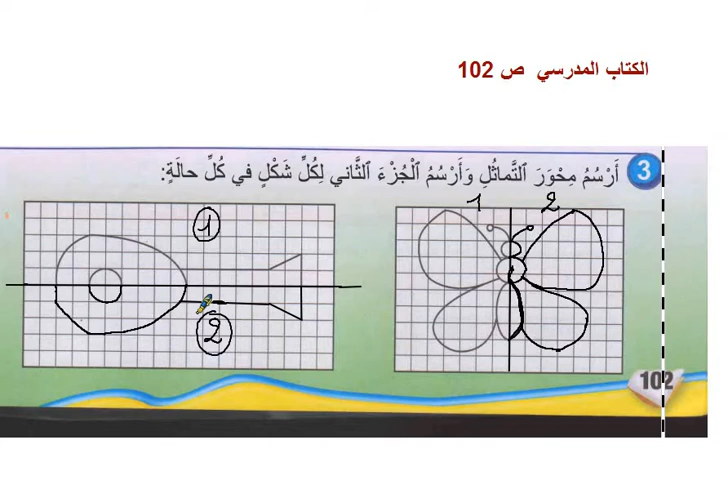 الكتاب المدرسي ص 102
3 أَرْسُمُ مِحْوَرَ ٱلتَّماثُلِ وَأَرْسُمُ ٱلْجُزْءَ ٱلثَّاني لِكُلِّ شَكْلٍ في كُلِّ حالَةٍ:
1 2
1
2
102